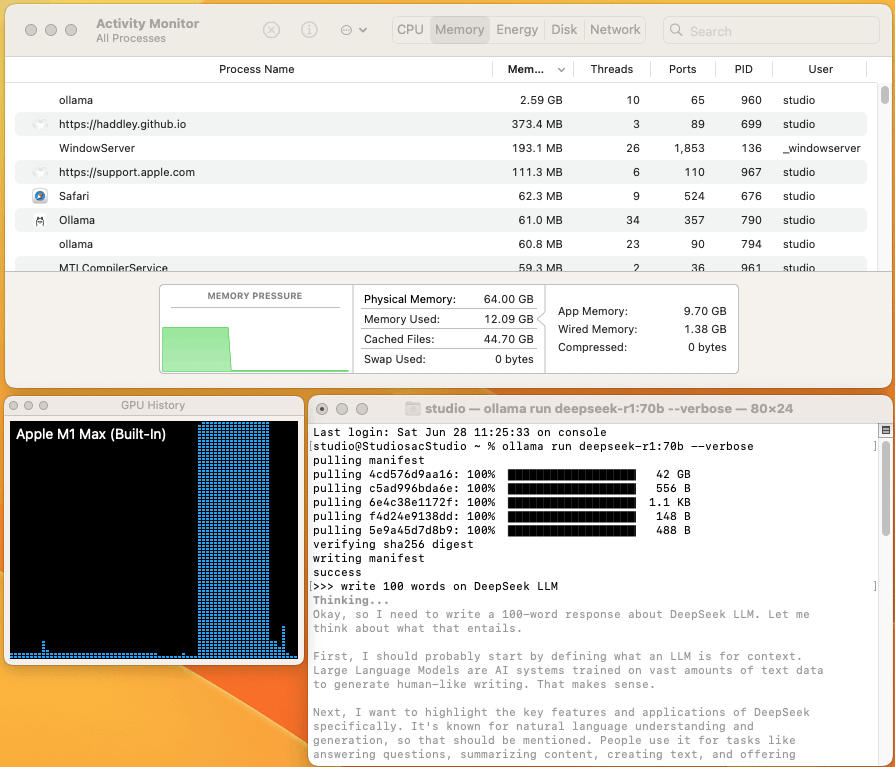 Activity Monitor
All Processes
CPU Memory Energy Disk Network
Search
Process Name Mem... Threads Ports PID User
ollama 2.59 GB 10 65 960 studio
https://haddley.github.io 373.4 MB 3 89 699 studio
WindowServer 193.1 MB 26 1,853 136 _windowserver
https://support.apple.com 111.3 MB 6 110 967 studio
Safari 62.3 MB 9 524 676 studio
Ollama 61.0 MB 34 357 790 studio
ollama 60.8 MB 23 90 794 studio
MTLCompilerService 59.3 MB 2 36 961 studio
MEMORY PRESSURE
Physical Memory: 64.00 GB
Memory Used: 12.09 GB
Cached Files: 44.70 GB
Swap Used: 0 bytes
App Memory: 9.70 GB
Wired Memory: 1.38 GB
Compressed: 0 bytes
GPU History
Apple M1 Max (Built-In)
studio — ollama run deepseek-r1:70b --verbose — 80×24
Last login: Sat Jun 28 11:25:33 on console
[studio@StudiosacStudio ~ % ollama run deepseek-r1:70b --verbose ]
pulling manifest
pulling 4cd576d9aa16: 100% 42 GB
pulling c5ad996bda6e: 100% 556 B
pulling 6e4c38e1172f: 100% 1.1 KB
pulling f4d24e9138dd: 100% 148 B
pulling 5e9a45d7d8b9: 100% 488 B
verifying sha256 digest
writing manifest
success
[>>> write 100 words on DeepSeek LLM ]
Thinking...
Okay, so I need to write a 100-word response about DeepSeek LLM. Let me
think about what that entails.
First, I should probably start by defining what an LLM is for context.
Large Language Models are AI systems trained on vast amounts of text data
to generate human-like writing. That makes sense.
Next, I want to highlight the key features and applications of DeepSeek
specifically. It's known for natural language understanding and
generation, so that should be mentioned. People use it for tasks like
answering questions, summarizing content, creating text, and offering